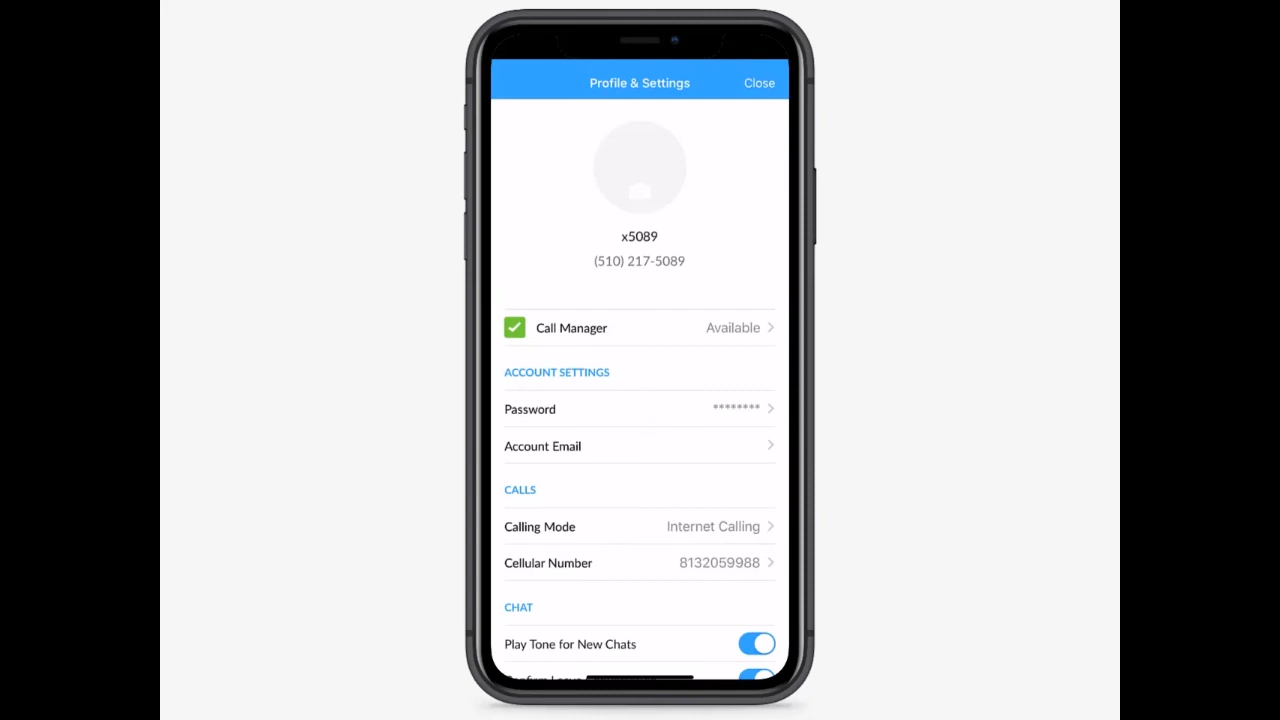 Profile & Settings Close
x5089
(510) 217-5089
Call Manager Available
ACCOUNT SETTINGS
Password ********
Account Email
CALLS
Calling Mode Internet Calling
Cellular Number 8132059988
CHAT
Play Tone for New Chats